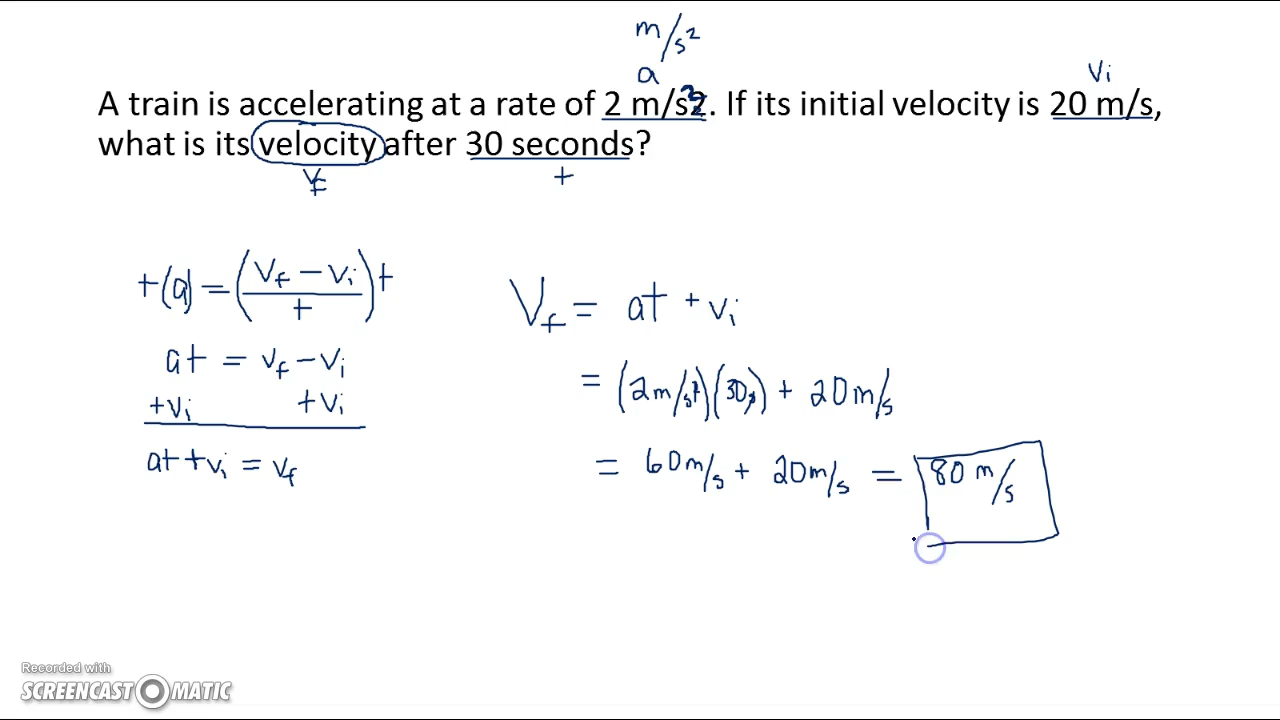 m/s²
a
Vi
A train is accelerating at a rate of 2 m/s2. If its initial velocity is 20 m/s,
what is its velocity after 30 seconds?
Vf
t
t(a) = (Vf - Vi / t) t
at = Vf - Vi
+Vi +Vi
at + Vi = Vf
Vf = at + Vi
= (2m/s²)(30s) + 20m/s
= 60m/s + 20m/s = 80 m/s
Recorded with
SCREENCAST-O-MATIC